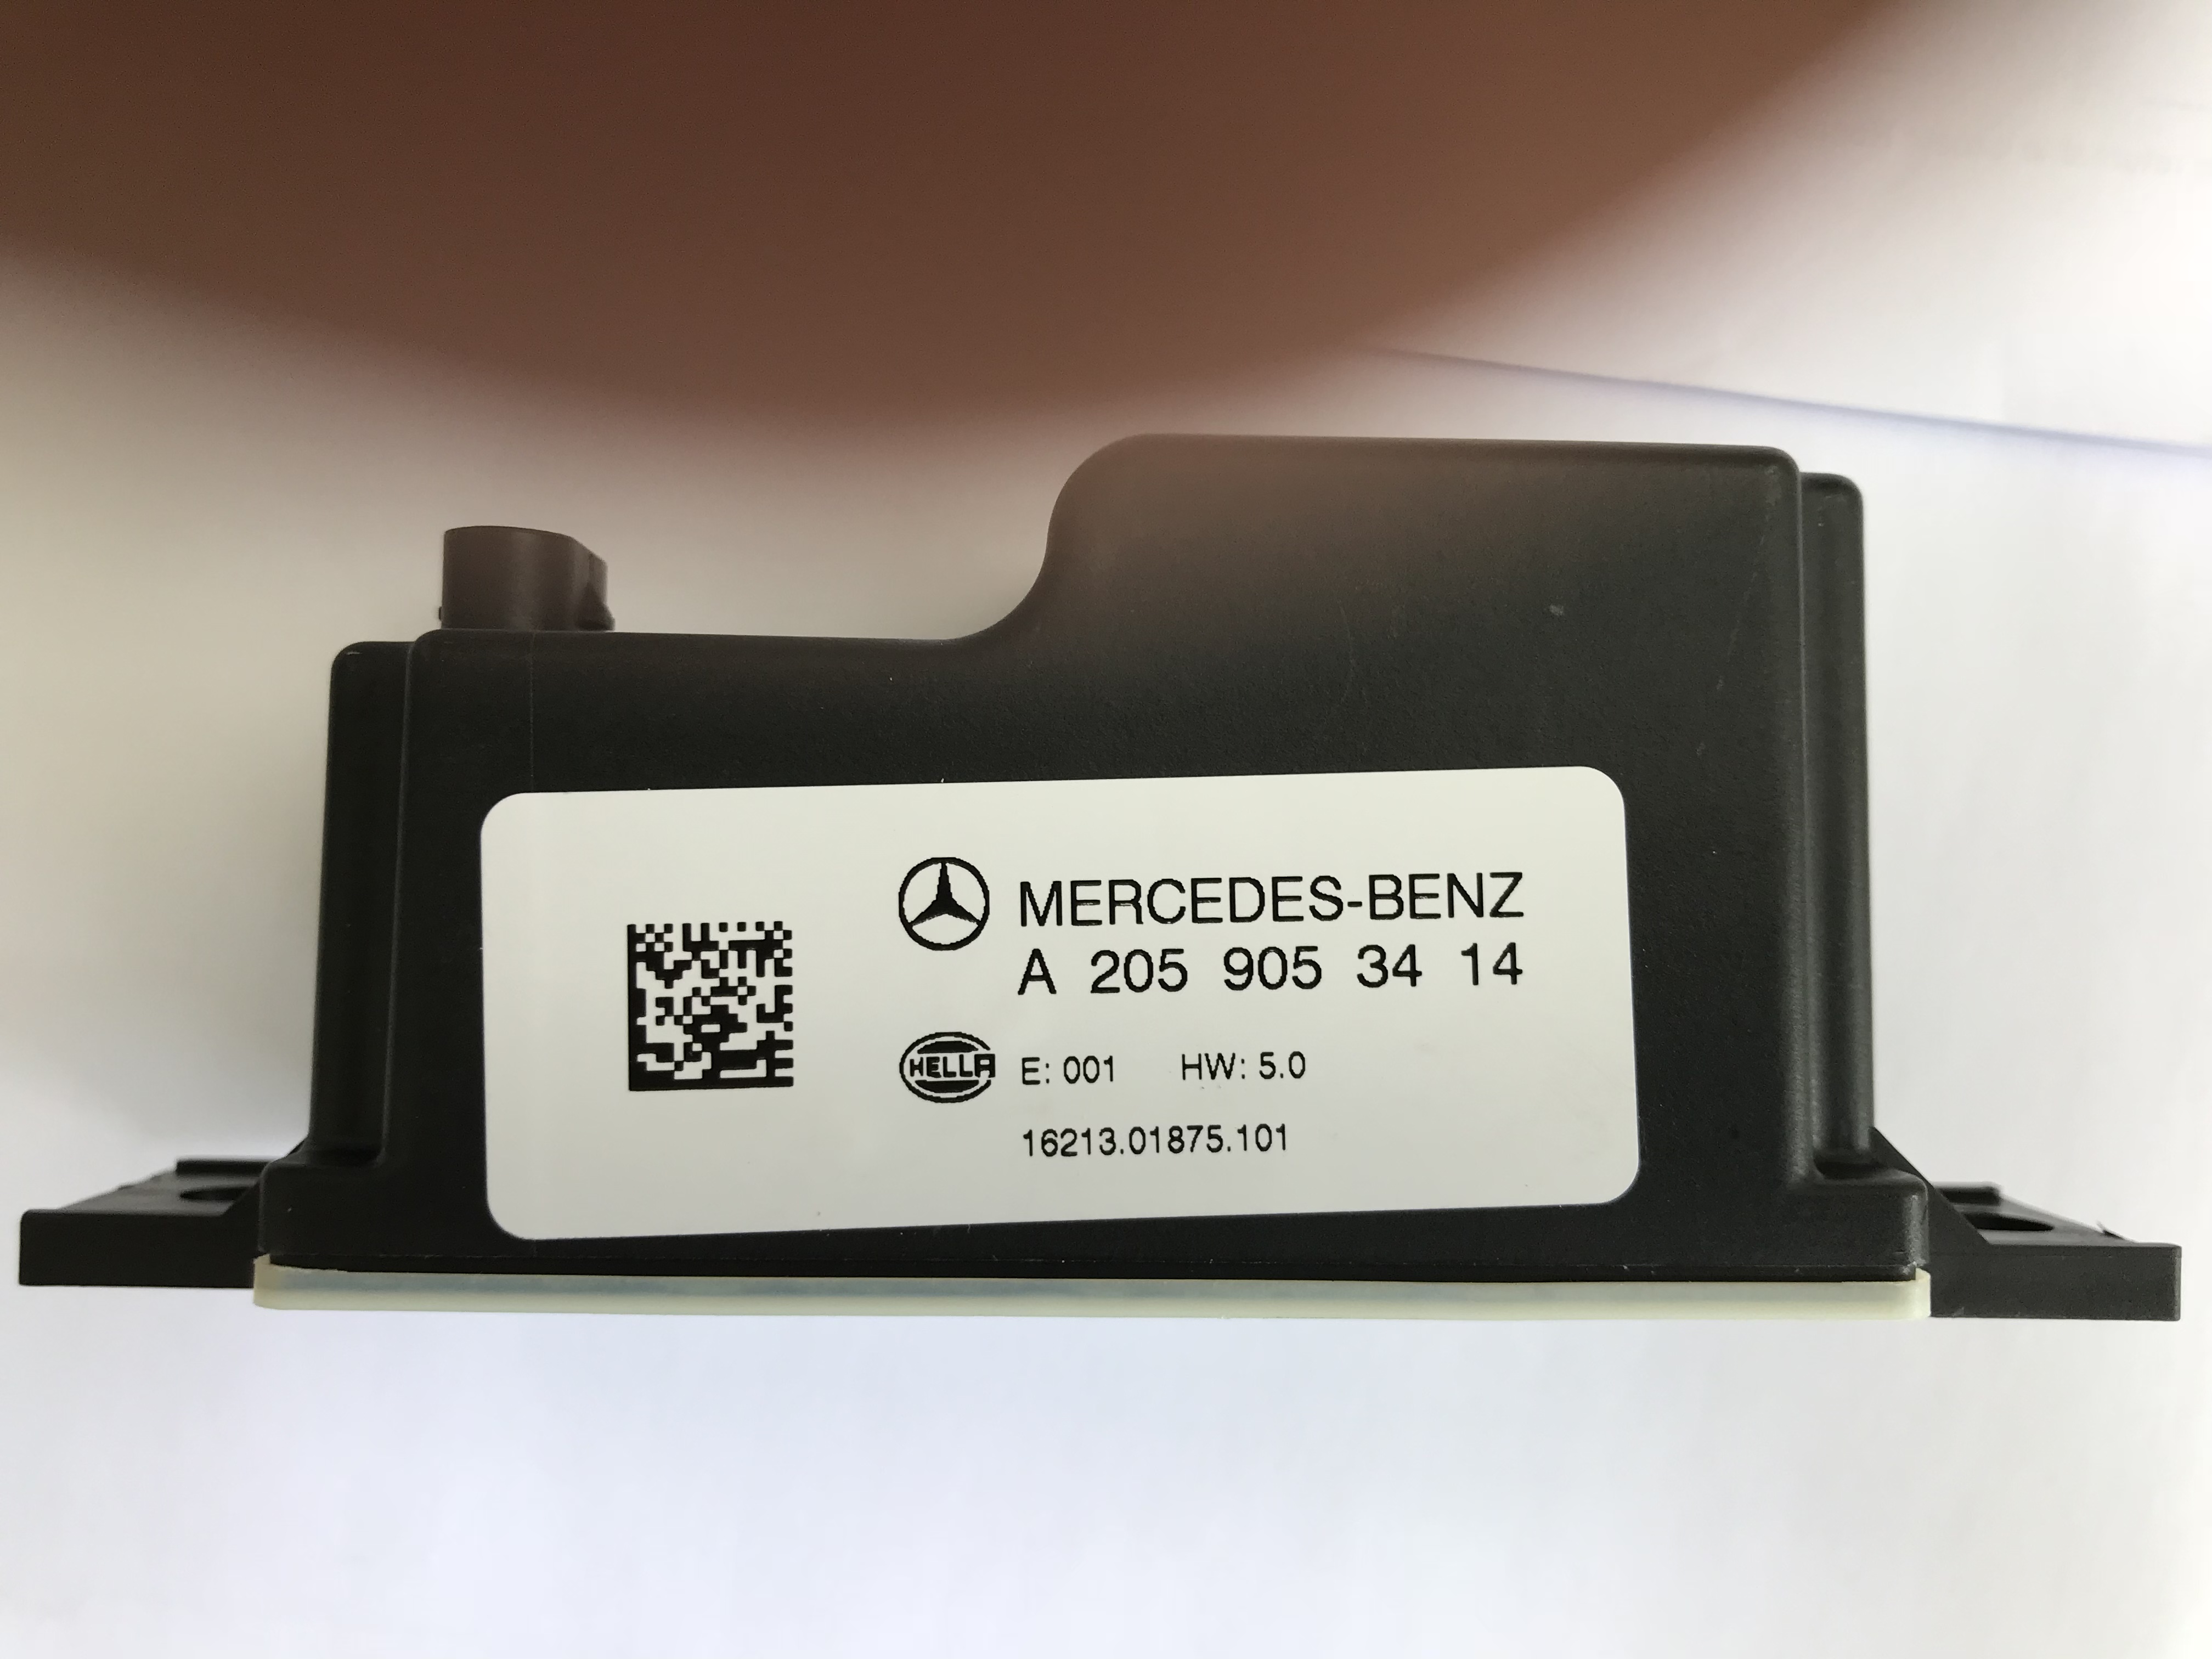 MERCEDES-BENZ
A 205 905 34 14
HELLA E: 001 HW: 5.0
16213.01875.101